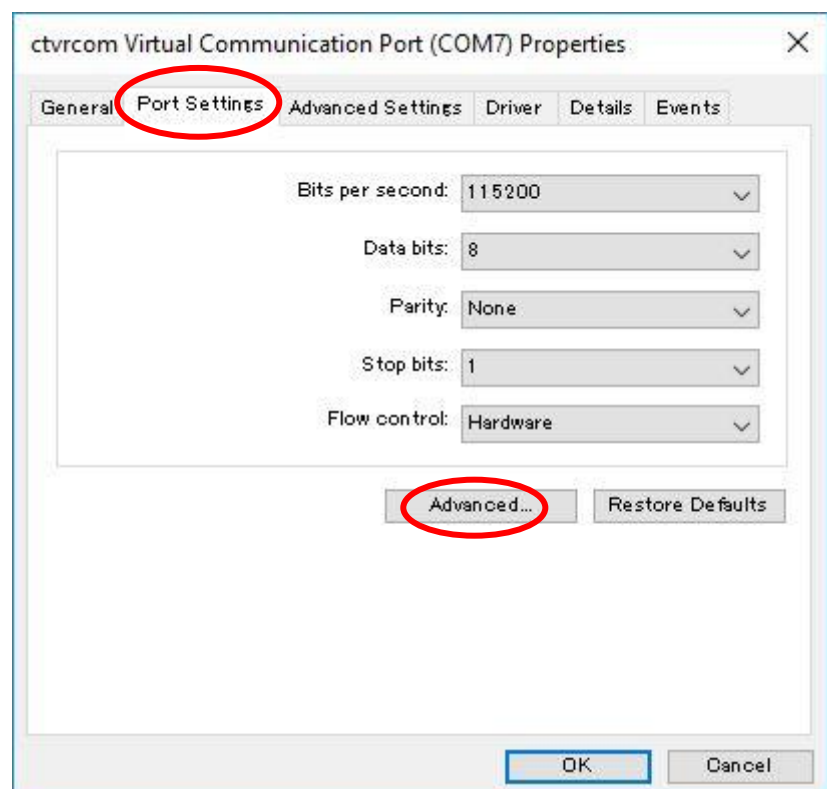 ctvrcom Virtual Communication Port (COM7) Properties
General Port Settings Advanced Settings Driver Details Events
Bits per second: 115200
Data bits: 8
Parity: None
Stop bits: 1
Flow control: Hardware
Advanced... Restore Defaults
OK Cancel